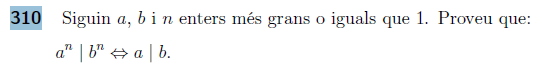 310 Siguin a, b i n enters més grans o iguals que 1. Proveu que:
aⁿ | bⁿ ⇔ a | b.